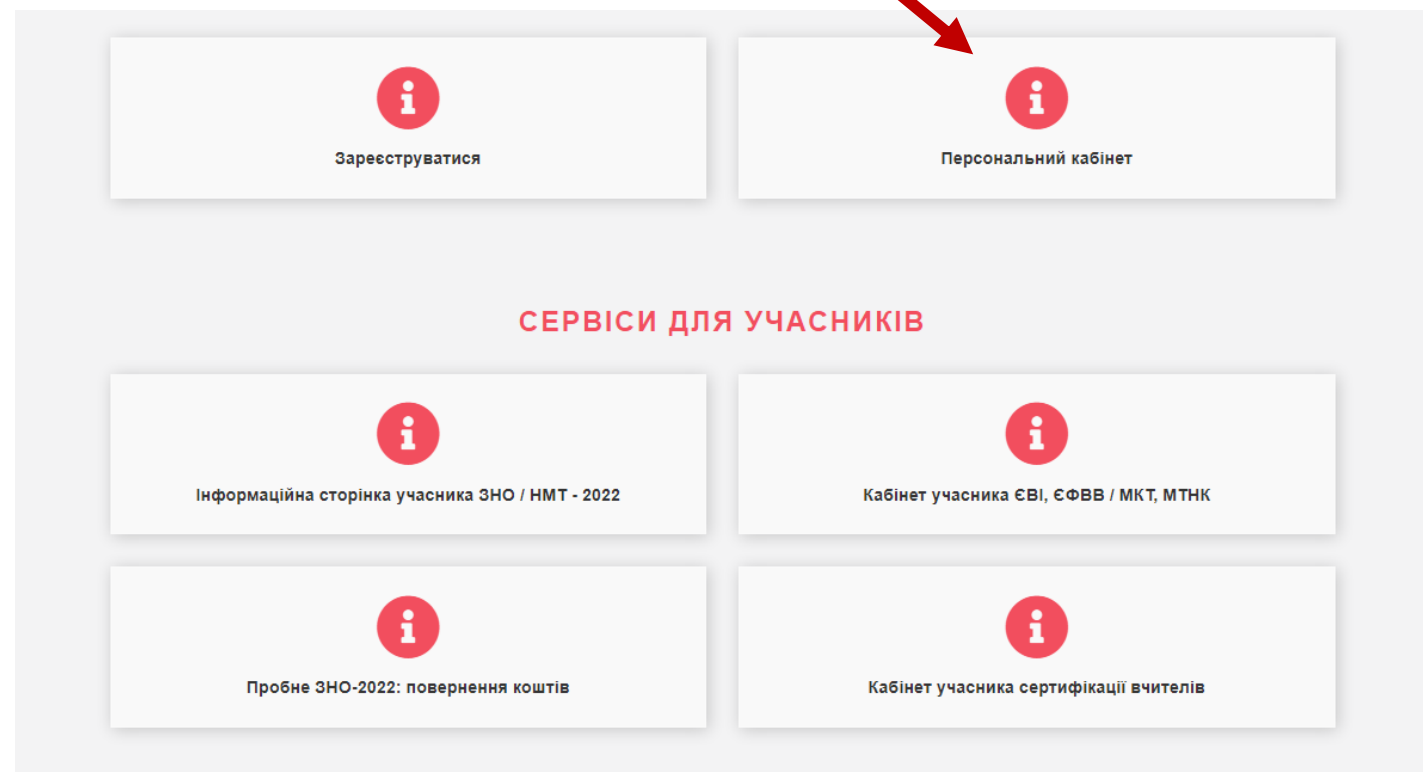 Зареєструватися
Персональний кабінет
СЕРВІСИ ДЛЯ УЧАСНИКІВ
Інформаційна сторінка учасника ЗНО / НМТ - 2022
Кабінет учасника ЄВІ, ЄФВВ / МКТ, МТНК
Пробне ЗНО-2022: повернення коштів
Кабінет учасника сертифікації вчителів